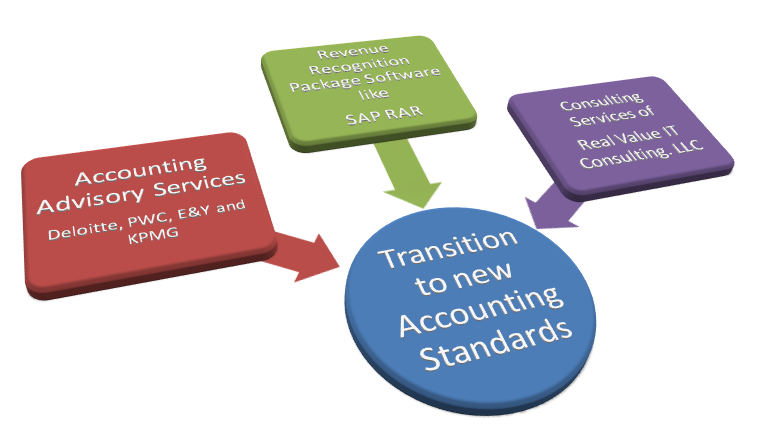 Accounting
Advisory Services
Deloitte, PWC, E&Y and
KPMG
Revenue
Recognition
Package Software
like
SAP RAR
Consulting
Services of
Real Value IT
Consulting. LLC
Transition
to new
Accounting
Standards